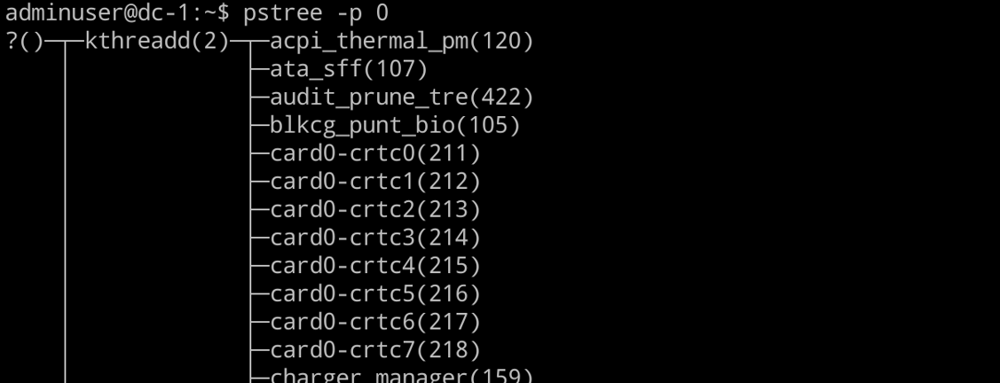 adminuser@dc-1:~$ pstree -p 0
?()─┬─kthreadd(2)─┬─acpi_thermal_pm(120)
    │             ├─ata_sff(107)
    │             ├─audit_prune_tre(422)
    │             ├─blkcg_punt_bio(105)
    │             ├─card0-crtc0(211)
    │             ├─card0-crtc1(212)
    │             ├─card0-crtc2(213)
    │             ├─card0-crtc3(214)
    │             ├─card0-crtc4(215)
    │             ├─card0-crtc5(216)
    │             ├─card0-crtc6(217)
    │             ├─card0-crtc7(218)
    │             ├─charger_manager(159)